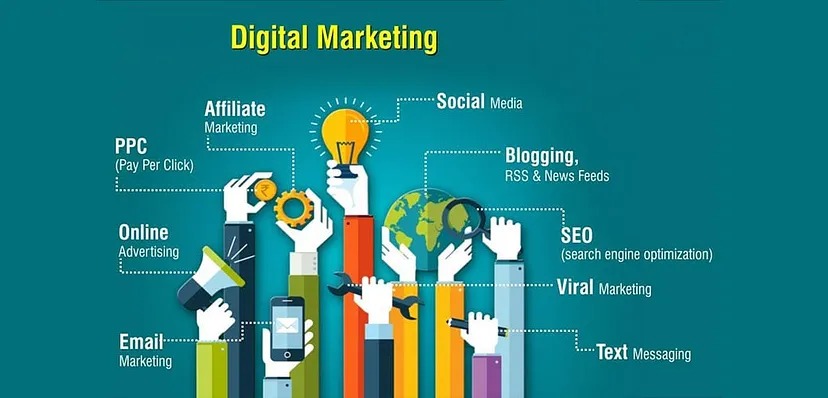 Digital Marketing
Affiliate
Marketing
Social Media
PPC
(Pay Per Click)
Blogging,
RSS & News Feeds
₹
Online
Advertising
SEO
(search engine optimization)
Viral Marketing
Email
Marketing
Text Messaging